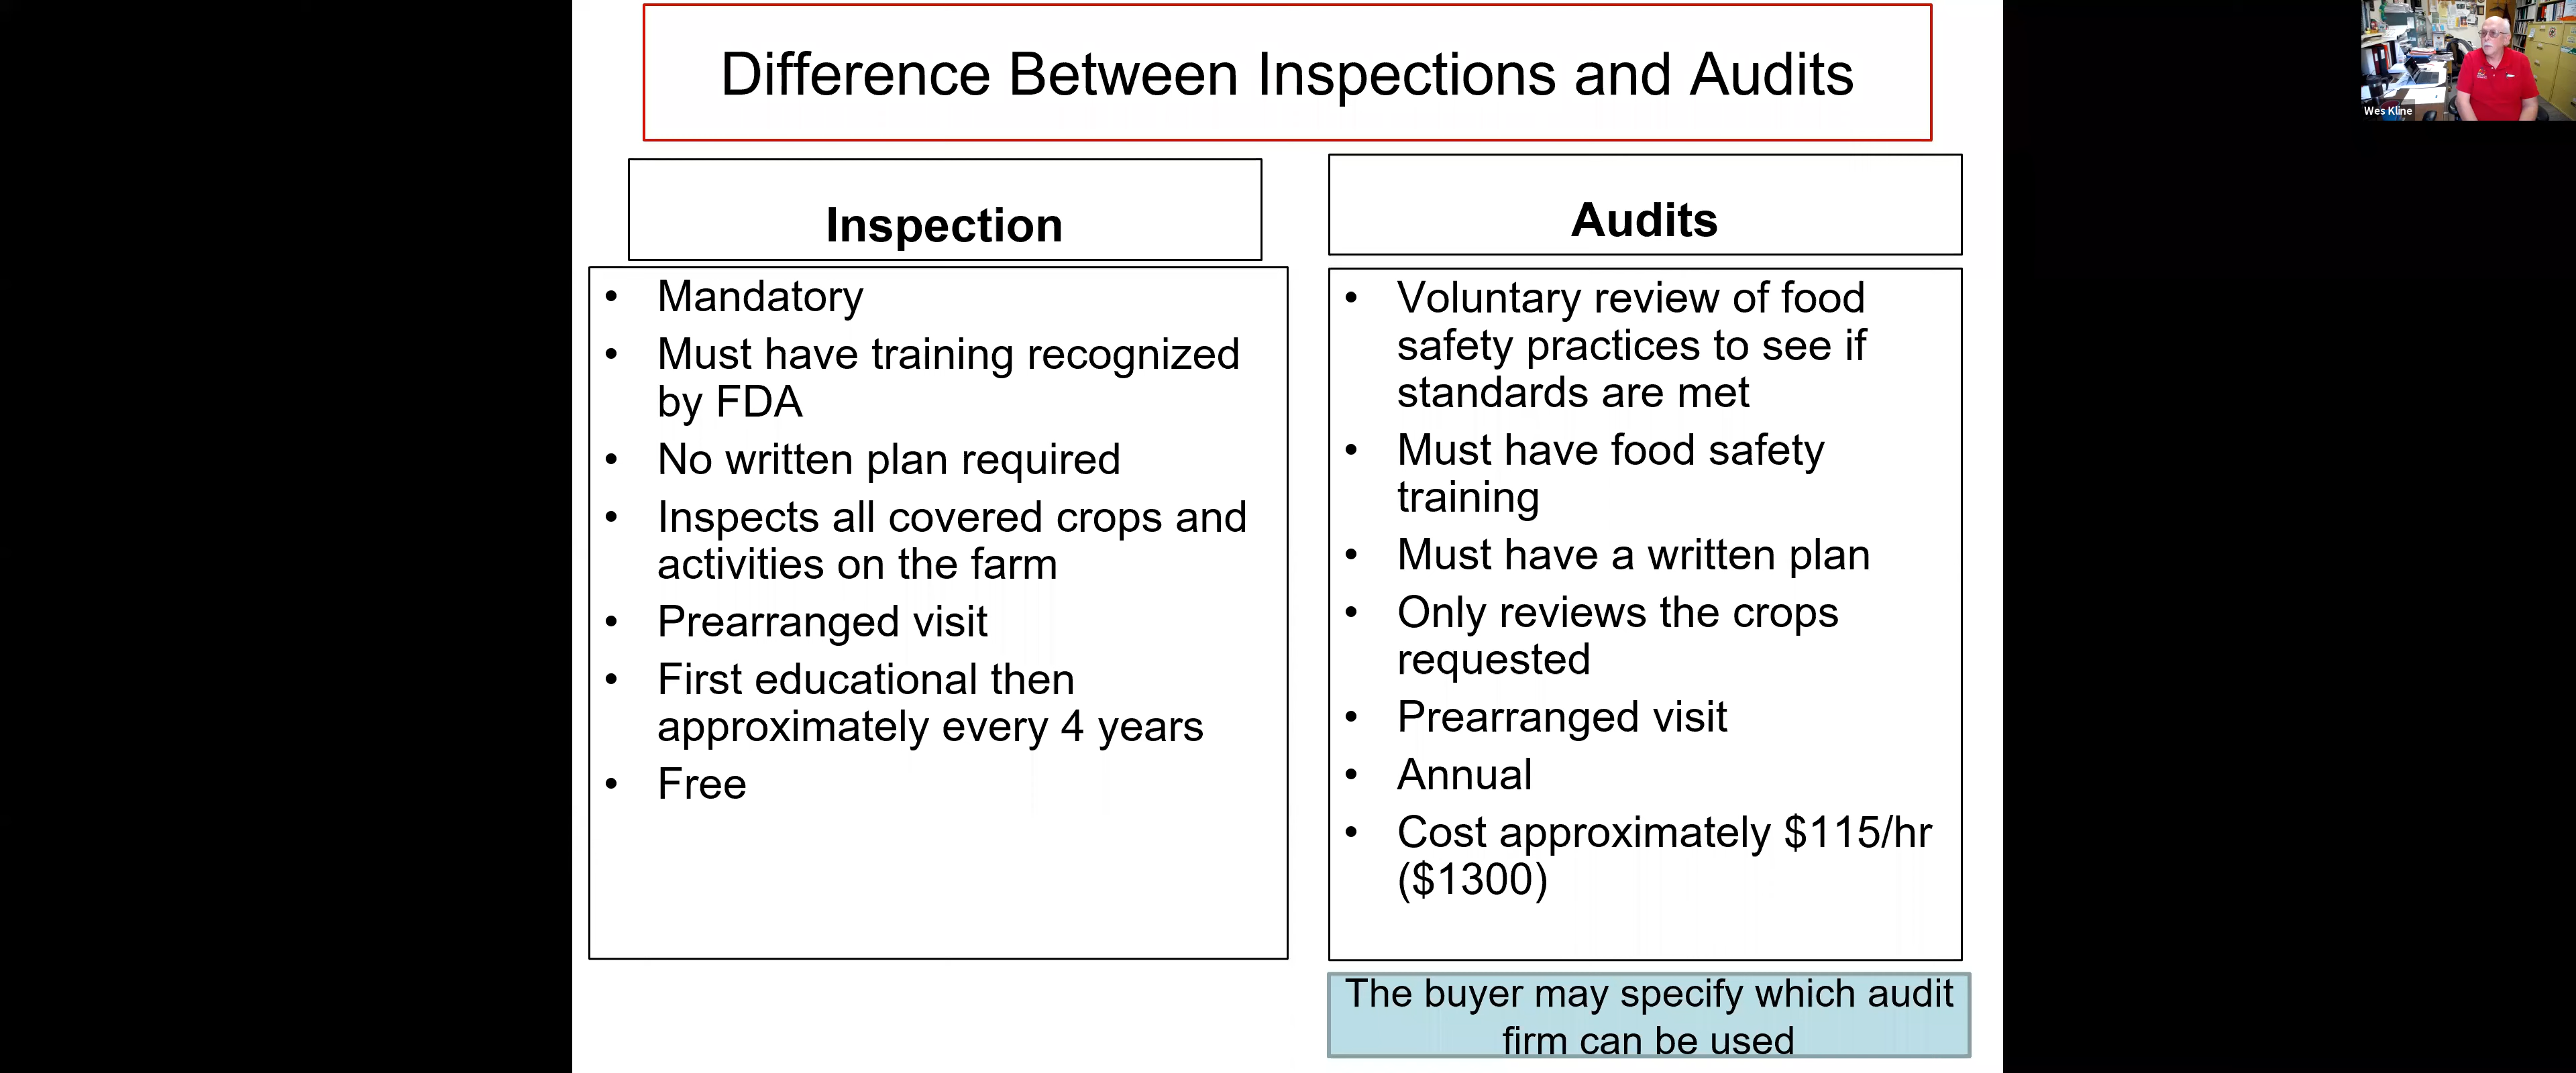 Difference Between Inspections and Audits
Wes Kline
Inspection
• Mandatory
• Must have training recognized
by FDA
• No written plan required
• Inspects all covered crops and
activities on the farm
• Prearranged visit
• First educational then
approximately every 4 years
• Free
Audits
• Voluntary review of food
safety practices to see if
standards are met
• Must have food safety
training
• Must have a written plan
• Only reviews the crops
requested
• Prearranged visit
• Annual
• Cost approximately $115/hr
($1300)
The buyer may specify which audit
firm can be used